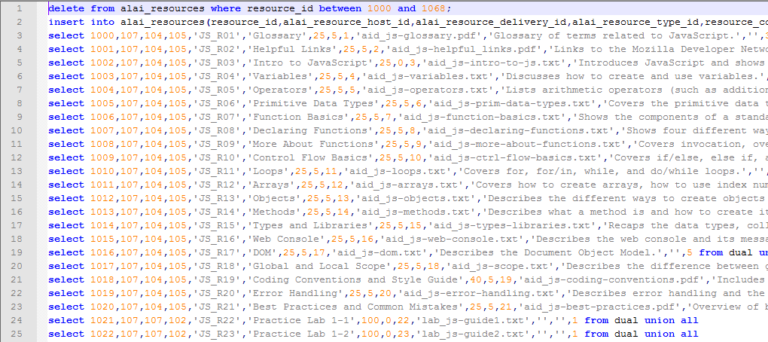 1 delete from alai_resources where resource_id between 1000 and 1068;
2 insert into alai_resources(resource_id,alai_resource_host_id,alai_resource_delivery_id,alai_resource_type_id,resource_co
3 select 1000,107,104,105,'JS_R01','Glossary',25,5,1,'aid_js-glossary.pdf','Glossary of terms related to JavaScript.','',3
4 select 1001,107,104,105,'JS_R02','Helpful Links',25,5,2,'aid_js-helpful_links.pdf','Links to the Mozilla Developer Netw
5 select 1002,107,104,105,'JS_R03','Intro to JavaScript',25,0,3,'aid_js-intro-to-js.txt','Introduces JavaScript and shows
6 select 1003,107,104,105,'JS_R04','Variables',25,5,4,'aid_js-variables.txt','Discusses how to create and use variables.'
7 select 1004,107,104,105,'JS_R05','Operators',25,5,5,'aid_js-operators.txt','Lists arithmetic operators (such as addition
8 select 1005,107,104,105,'JS_R06','Primitive Data Types',25,5,6,'aid_js-prim-data-types.txt','Covers the primitive data t
9 select 1006,107,104,105,'JS_R07','Function Basics',25,5,7,'aid_js-function-basics.txt','Shows the components of a standa
10 select 1007,107,104,105,'JS_R08','Declaring Functions',25,5,8,'aid_js-declaring-functions.txt','Shows four different way
11 select 1008,107,104,105,'JS_R09','More About Functions',25,5,9,'aid_js-more-about-functions.txt','Covers invocation, ove
12 select 1009,107,104,105,'JS_R10','Control Flow Basics',25,5,10,'aid_js-ctrl-flow-basics.txt','Covers if/else, else if, a
13 select 1010,107,104,105,'JS_R11','Loops',25,5,11,'aid_js-loops.txt','Covers for, for/in, while, and do/while loops.','',
14 select 1011,107,104,105,'JS_R12','Arrays',25,5,12,'aid_js-arrays.txt','Covers how to create arrays, how to use index num
15 select 1012,107,104,105,'JS_R13','Objects',25,5,13,'aid_js-objects.txt','Describes the different ways to create objects
16 select 1013,107,104,105,'JS_R14','Methods',25,5,14,'aid_js-methods.txt','Describes what a method is and how to create it
17 select 1014,107,104,105,'JS_R15','Types and Libraries',25,5,15,'aid_js-types-libraries.txt','Recaps the data types, coll
18 select 1015,107,104,105,'JS_R16','Web Console',25,5,16,'aid_js-web-console.txt','Describes the web console and its messa
19 select 1016,107,104,105,'JS_R17','DOM',25,5,17,'aid_js-dom.txt','Describes the Document Object Model.','',5 from dual un
20 select 1017,107,104,105,'JS_R18','Global and Local Scope',25,5,18,'aid_js-scope.txt','Describes the difference between g
21 select 1018,107,104,105,'JS_R19','Coding Conventions and Style Guide',40,5,19,'aid_js-coding-conventions.pdf','Includes
22 select 1019,107,104,105,'JS_R20','Error Handling',25,5,20,'aid_js-error-handling.txt','Describes error handling and the
23 select 1020,107,104,105,'JS_R21','Best Practices and Common Mistakes',25,5,21,'aid_js-best-practices.pdf','Overview of b
24 select 1021,107,107,102,'JS_R22','Practice Lab 1-1',100,0,22,'lab_js-guide1.txt','','',1 from dual union all
25 select 1022,107,107,102,'JS_R23','Practice Lab 1-2',100,0,23,'lab_js-guide2.txt','','',1 from dual union all